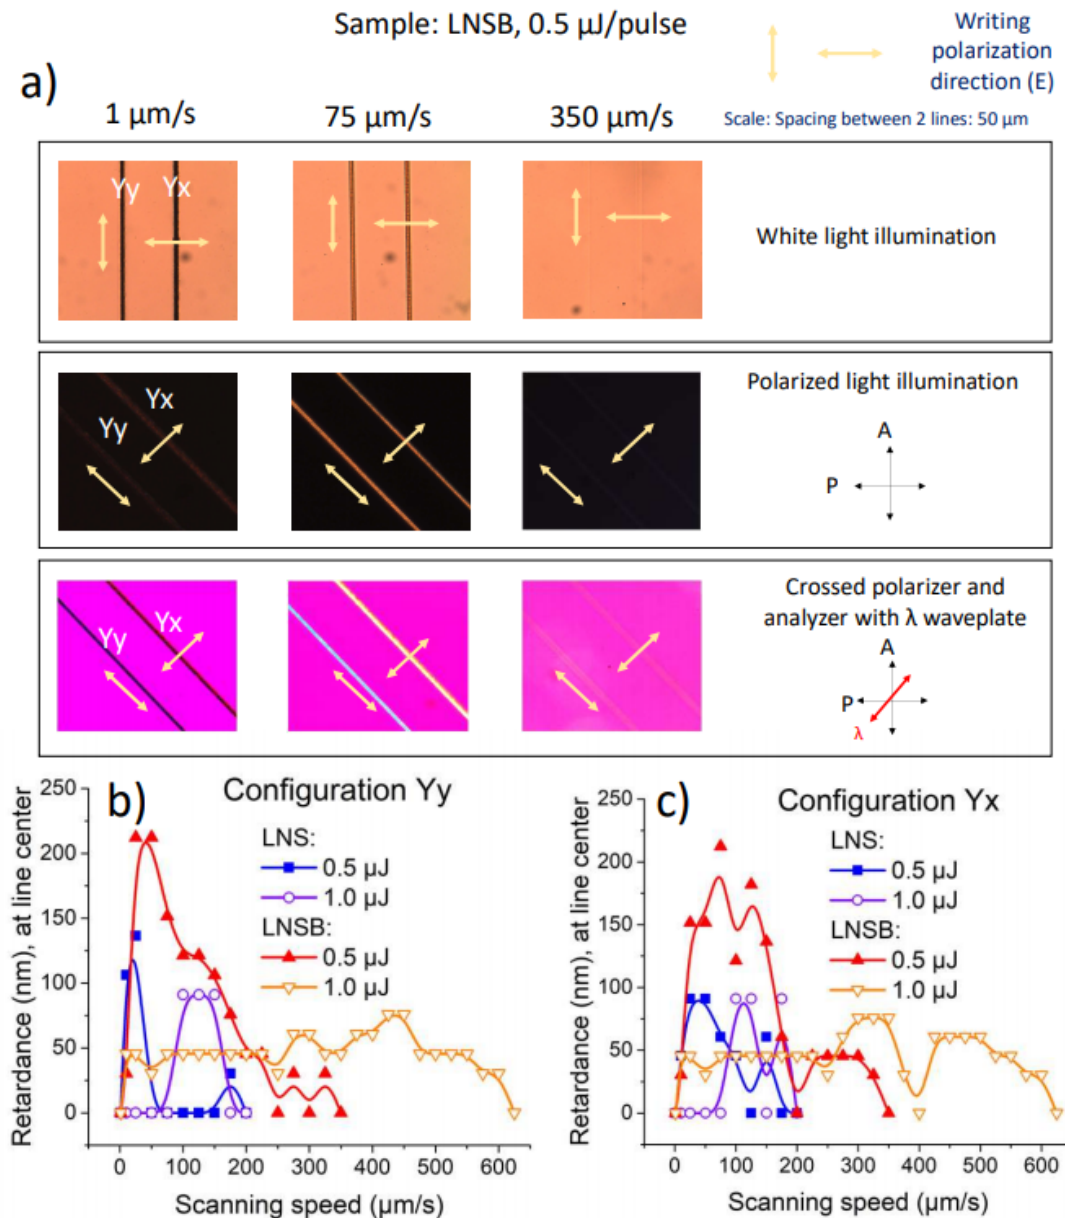 Sample: LNSB, 0.5 µJ/pulse
Writing
polarization
direction (E)
a)
1 µm/s
75 µm/s
350 µm/s
Scale: Spacing between 2 lines: 50 µm
Yy
Yx
White light illumination
Yx
Yy
Polarized light illumination
A
P
Yx
Yy
Crossed polarizer and
analyzer with λ waveplate
A
P
λ
b)
Configuration Yy
LNS:
0.5 µJ
1.0 µJ
LNSB:
0.5 µJ
1.0 µJ
Retardance (nm), at line center
250
200
150
100
50
0
0
100
200
300
400
500
600
Scanning speed (µm/s)
c)
Configuration Yx
LNS:
0.5 µJ
1.0 µJ
LNSB:
0.5 µJ
1.0 µJ
Retardance (nm), at line center
250
200
150
100
50
0
0
100
200
300
400
500
600
Scanning speed (µm/s)